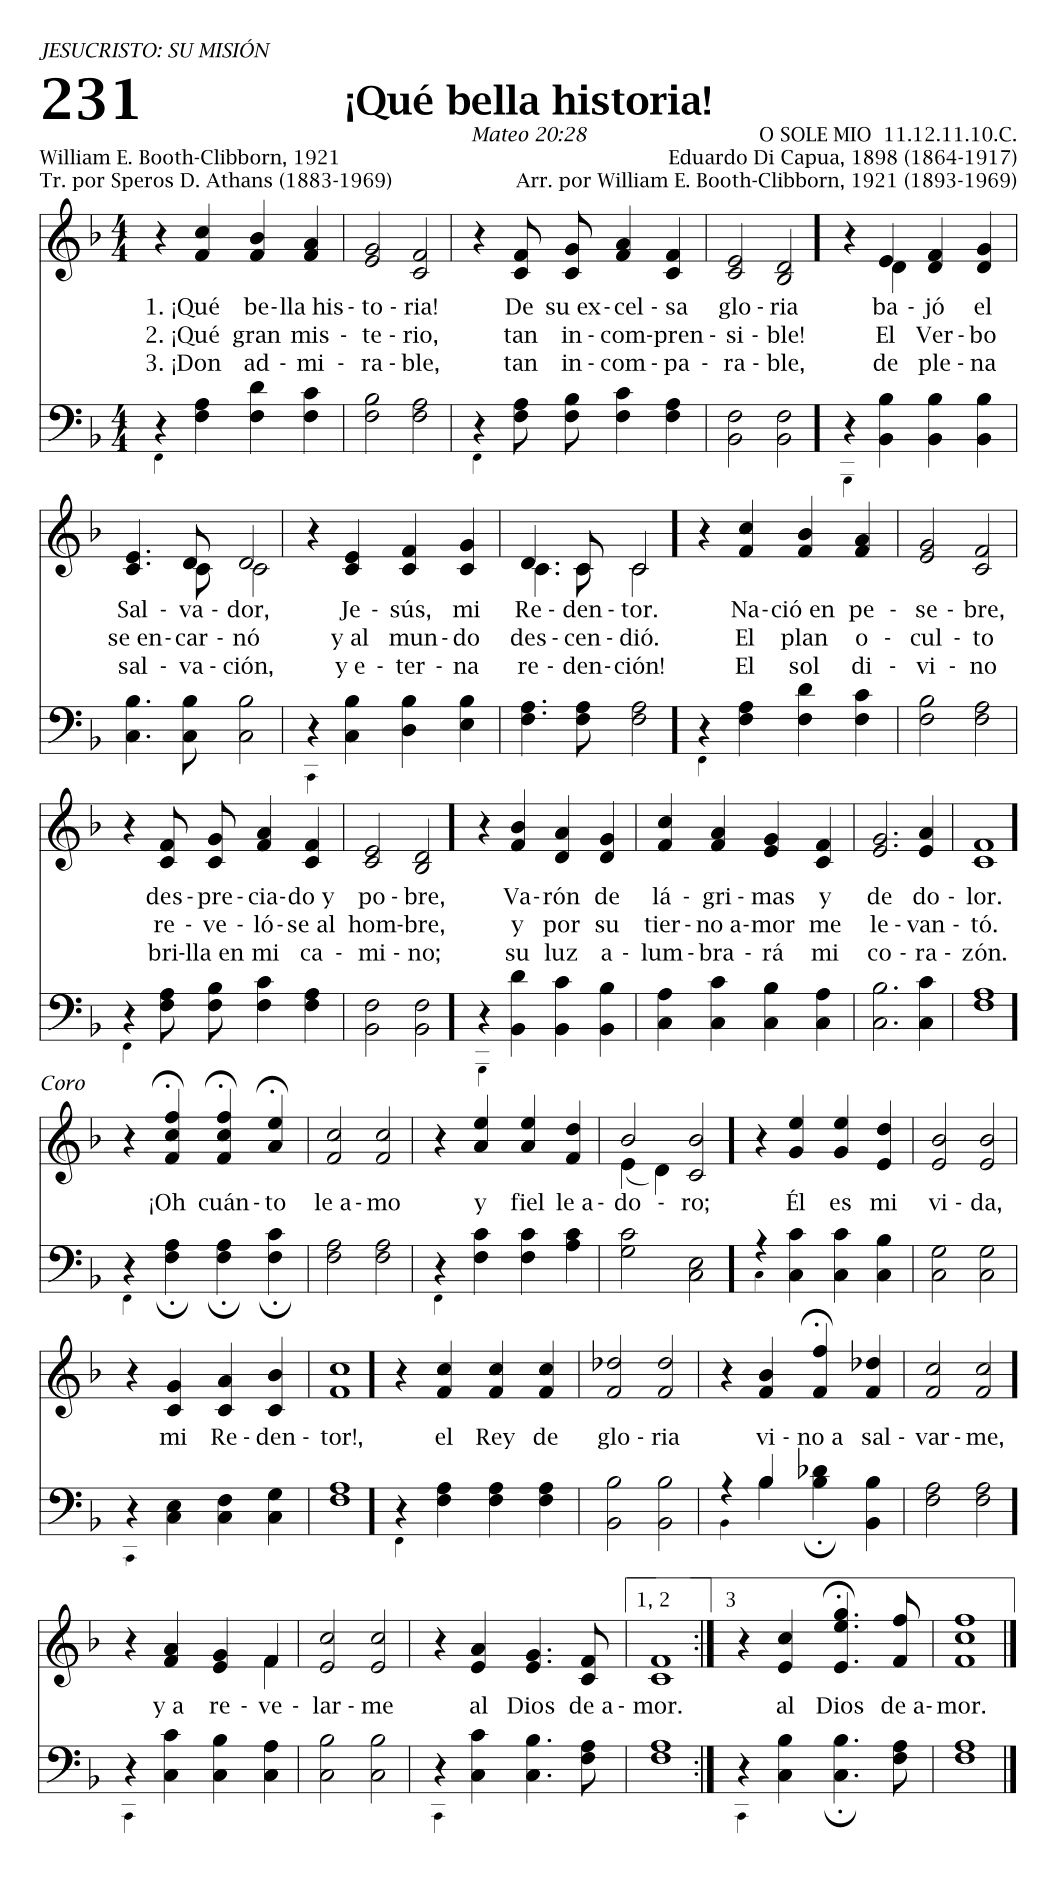 JESUCRISTO: SU MISIÓN
231
¡Qué bella historia!
Mateo 20:28
O SOLE MIO 11.12.11.10.C.
William E. Booth-Clibborn, 1921
Eduardo Di Capua, 1898 (1864-1917)
Tr. por Speros D. Athans (1883-1969)
Arr. por William E. Booth-Clibborn, 1921 (1893-1969)
4 4
1. ¡Qué be-lla his-to-ria! De su ex-cel-sa glo-ria ba-jó el
2. ¡Qué gran mis-te-rio, tan in-com-pren-si-ble! El Ver-bo
3. ¡Don ad-mi-ra-ble, tan in-com-pa-ra-ble, de ple-na
4 4
Sal-va-dor, Je-sús, mi Re-den-tor. Na-ció en pe-se-bre,
se en-car-nó y al mun-do des-cen-dió. El plan o-cul-to
sal-va-ción, y e-ter-na re-den-ción! El sol di-vi-no
des-pre-cia-do y po-bre, Va-rón de lá-gri-mas y de do-lor.
re-ve-ló-se al hom-bre, y por su tier-no a-mor me le-van-tó.
bri-lla en mi ca-mi-no; su luz a-lum-bra-rá mi co-ra-zón.
Coro
¡Oh cuán-to le a-mo y fiel le a-do-ro; Él es mi vi-da,
mi Re-den-tor!, el Rey de glo-ria vi-no a sal-var-me,
1, 2
3
y a re-ve-lar-me al Dios de a-mor. al Dios de a-mor.